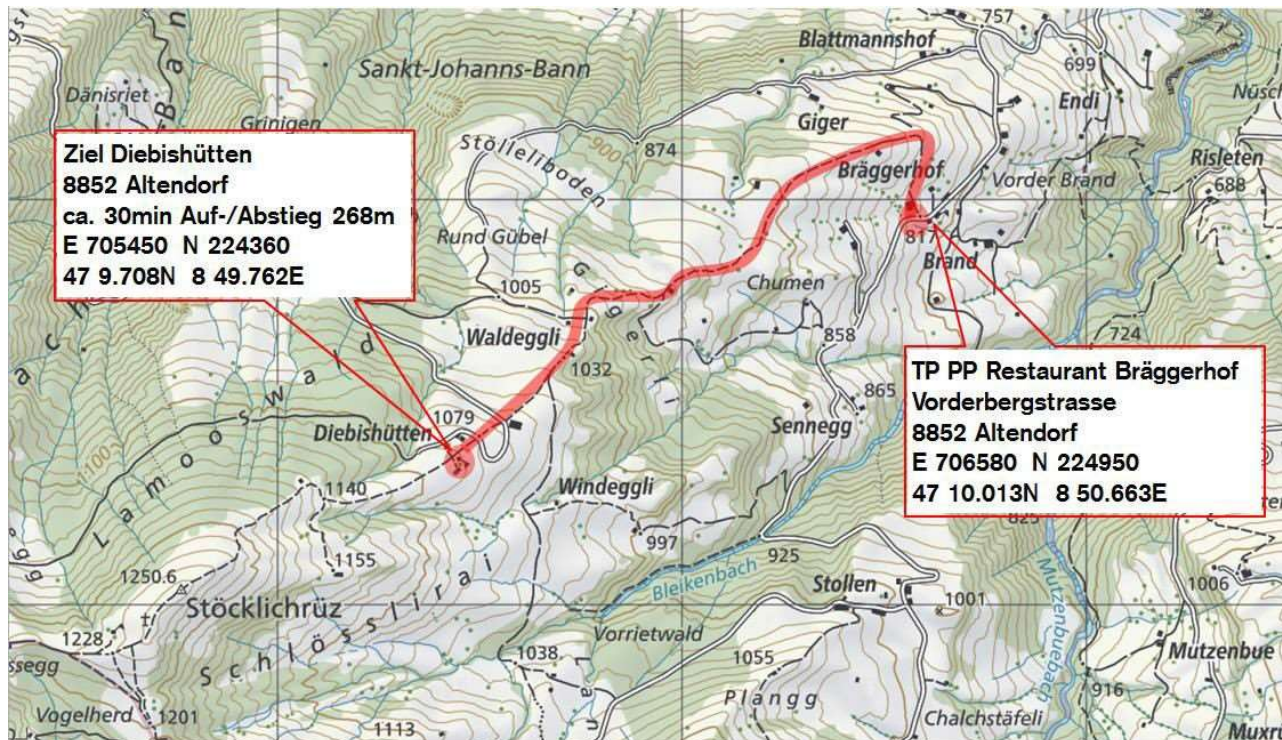 757
Blattmannshof
Sankt-Johanns-Bann
699
Dänisriet
Endi
Grinigen
Giger
Ziel Diebishütten
8852 Altendorf
ca. 30min Auf-/Abstieg 268m
E 705450 N 224360
47 9.708N 8 49.762E
Stölleliboden
900
874
Bräggerhof
Vorder Brand
Risleten
688
Rund Gübel
817
Brand
Gigerri
Chumen
1005
Waldeggli
858
724
1032
TP PP Restaurant Bräggerhof
Vorderbergstrasse
8852 Altendorf
E 706580 N 224950
47 10.013N 8 50.663E
865
1079
Diebishütten
Sennegg
Lamooswald
1100
1140
Windeggli
997
1155
925
1250.6
Stöcklichrüz
Bleikenbach
Stollen
1001
Mutzenbuebach
1006
Schlösslirai
Vorrietwald
1228
1038
1055
Mutzenbue
Plangg
916
Vogelherd
1201
1113
Chalchstäfeli